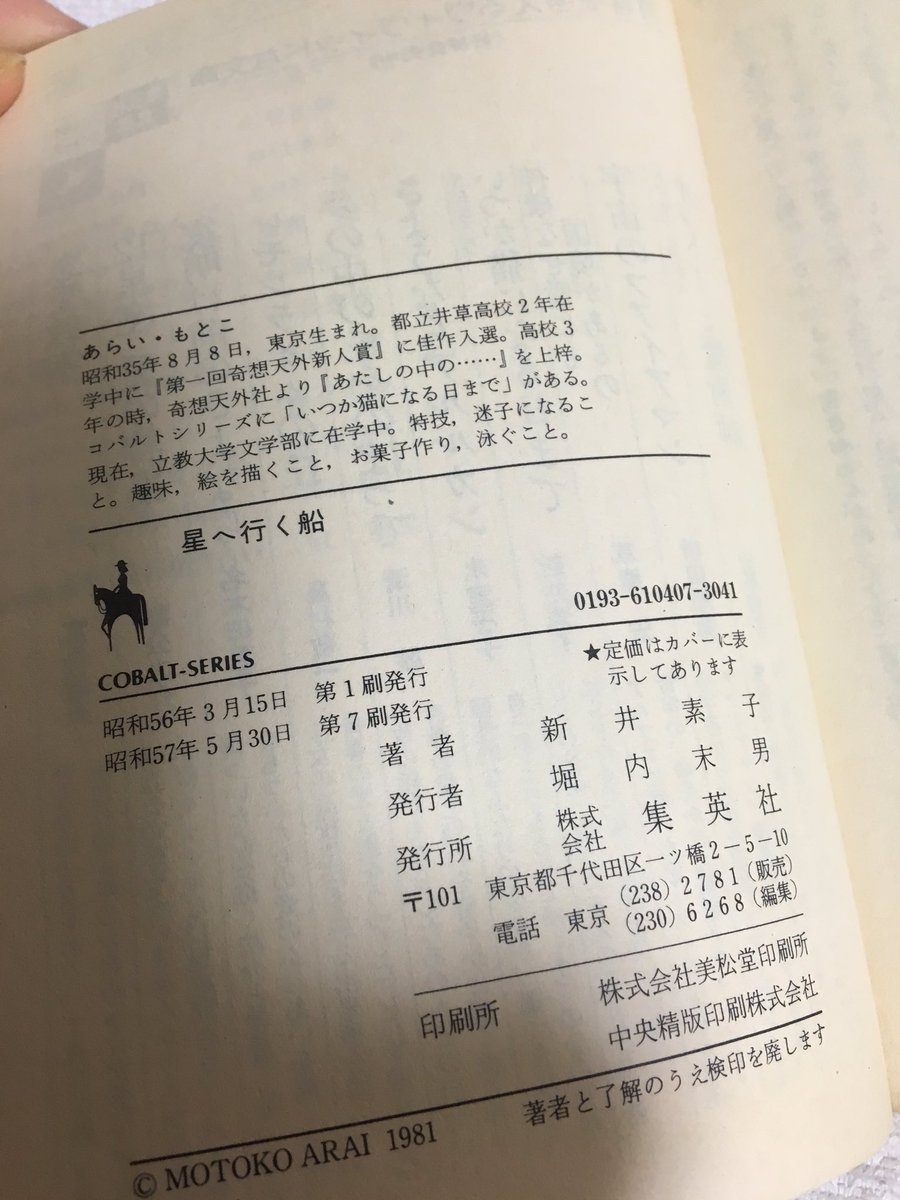 あらい・もとこ
昭和35年8月8日，東京生まれ。都立井草高校2年在
学中に『第一回奇想天外新人賞』に佳作入選。高校3
年の時，奇想天外社より『あたしの中の……』を上梓。
コバルトシリーズに「いつか猫になる日まで」がある。
現在，立教大学文学部に在学中。特技，迷子になるこ
と。趣味，絵を描くこと，お菓子作り，泳ぐこと。
星へ行く船
COBALT-SERIES
0193-610407-3041
★定価はカバーに表
示してあります
昭和56年3月15日 第1刷発行
昭和57年5月30日 第7刷発行
著者 新井素子
発行者 堀内末男
発行所 株式会社 集英社
〒101 東京都千代田区一ツ橋2−5−10
電話 東京 (238) 2781 (販売)
(230) 6268 (編集)
印刷所 株式会社美松堂印刷所
中央精版印刷株式会社
著者と了解のうえ検印を廃します
© MOTOKO ARAI 1981